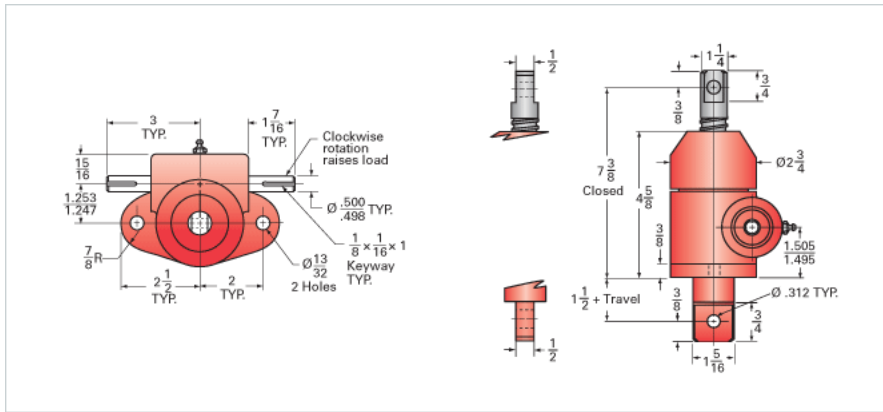 3
TYP.
1 7/16
TYP.
Clockwise
rotation
raises load
15/16
1.253
1.247
Ø .500
.498 TYP.
7/8 R
2 1/2
TYP.
2
TYP.
Ø 13/32
2 Holes
1/8 × 1/16 × 1
Keyway
TYP.
1/2
1/2
1 1/4
3/4
3/8
7 3/8
Closed
4 5/8
Ø2 3/4
3/8
1.505
1.495
1 1/2 + Travel
3/8
Ø .312 TYP.
3/4
1 5/16